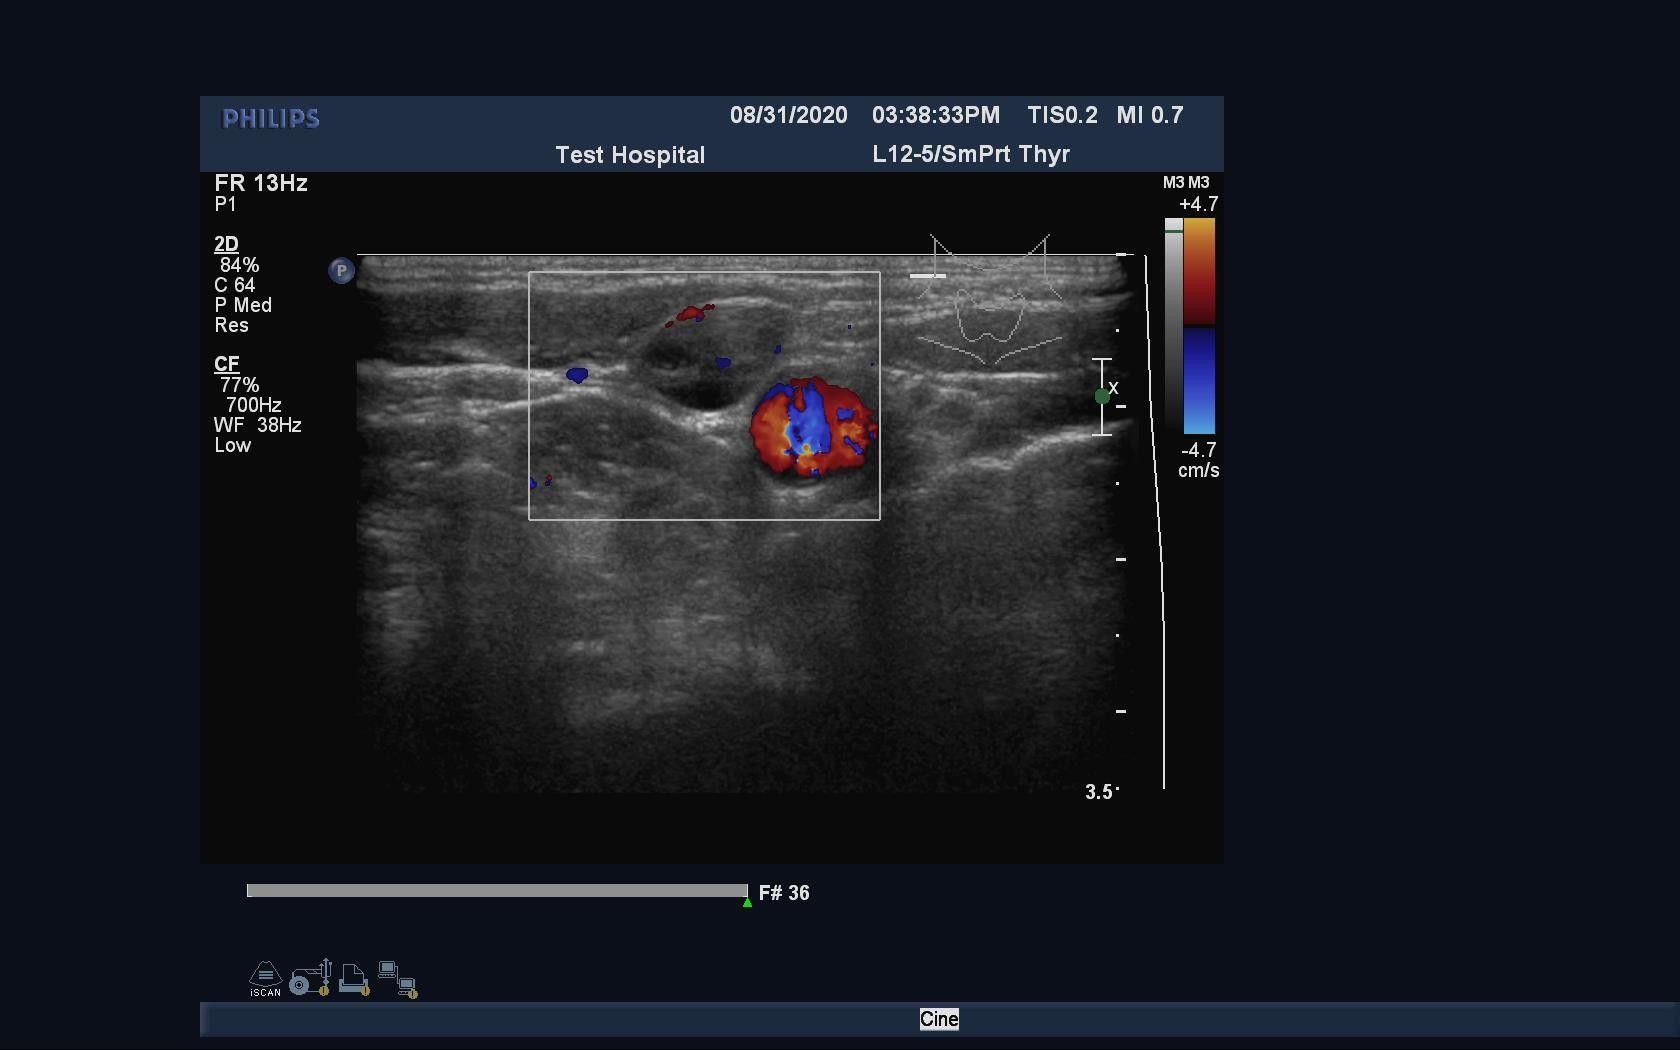 PHILIPS
08/31/2020 03:38:33PM TIS0.2 MI 0.7
Test Hospital L12-5/SmPrt Thyr
FR 13Hz
P1
2D
84%
C 64
P Med
Res
CF
77%
700Hz
WF 38Hz
Low
P
M3 M3
+4.7
-4.7
cm/s
X
3.5
F# 36
iSCAN
Cine